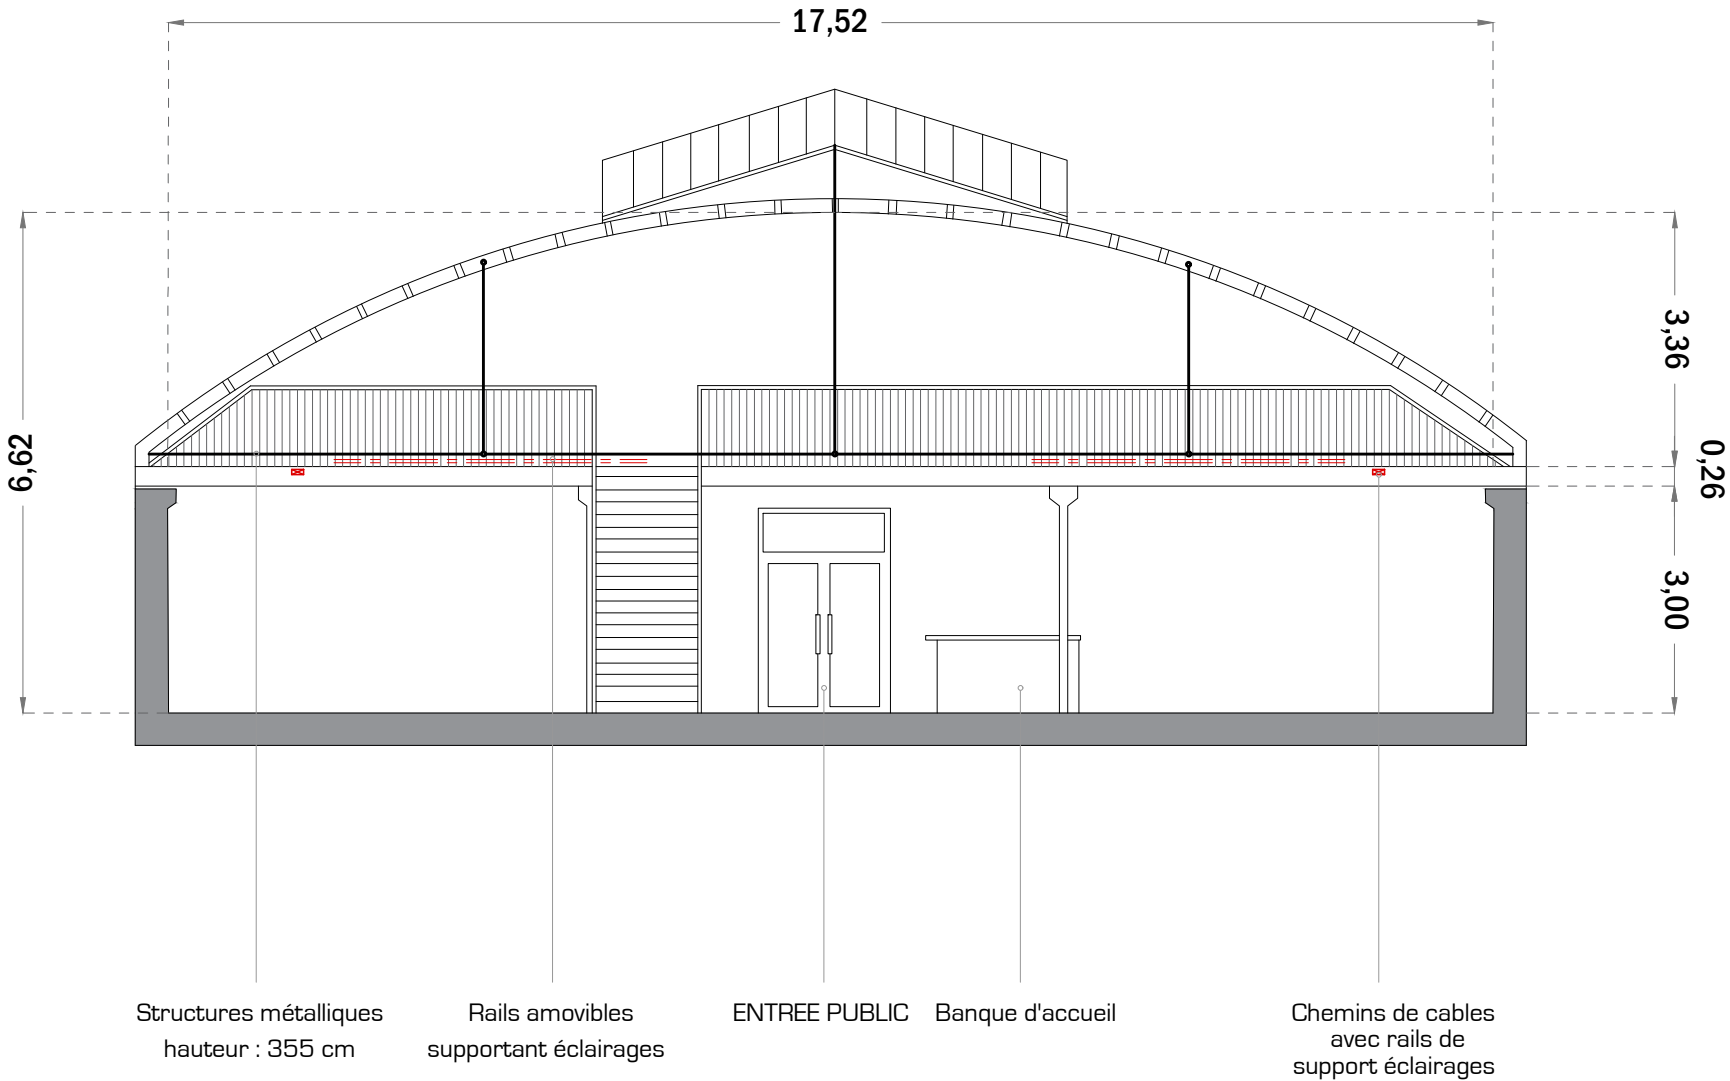 17,52
6,62
3,36
0,26
3,00
Structures métalliques
hauteur : 355 cm
Rails amovibles
supportant éclairages
ENTREE PUBLIC
Banque d'accueil
Chemins de cables
avec rails de
support éclairages